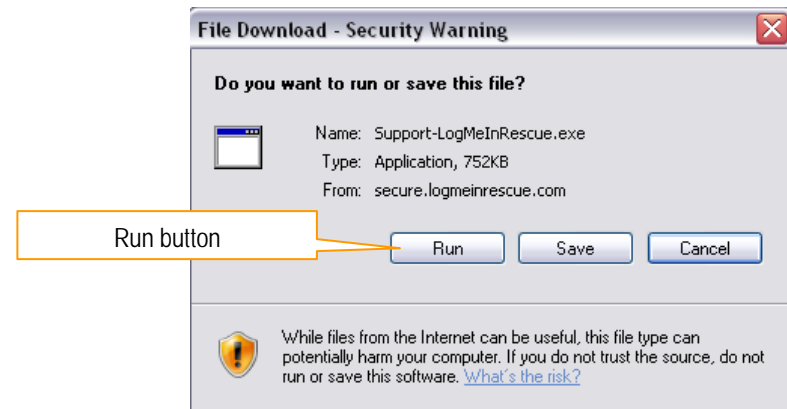 File Download - Security Warning
Do you want to run or save this file?
Name: Support-LogMeInRescue.exe
Type: Application, 752KB
From: secure.logmeinrescue.com
Run button
Run Save Cancel
While files from the Internet can be useful, this file type can
potentially harm your computer. If you do not trust the source, do not
run or save this software. What's the risk?